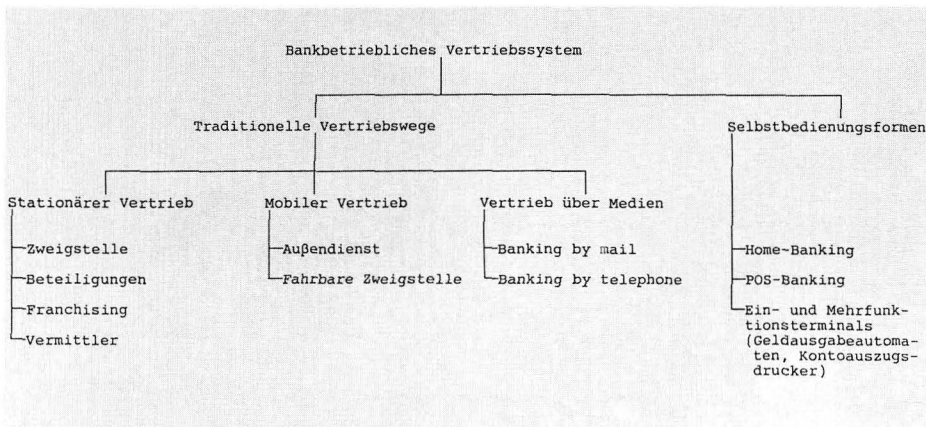 Bankbetriebliches Vertriebssystem
Traditionelle Vertriebswege
Selbstbedienungsformen
Stationärer Vertrieb
Zweigstelle
Beteiligungen
Franchising
Vermittler
Mobiler Vertrieb
Außendienst
Fahrbare Zweigstelle
Vertrieb über Medien
Banking by mail
Banking by telephone
Home-Banking
POS-Banking
Ein- und Mehrfunk-
tionsterminals
(Geldausgabeautoma-
ten, Kontoauszugs-
drucker)